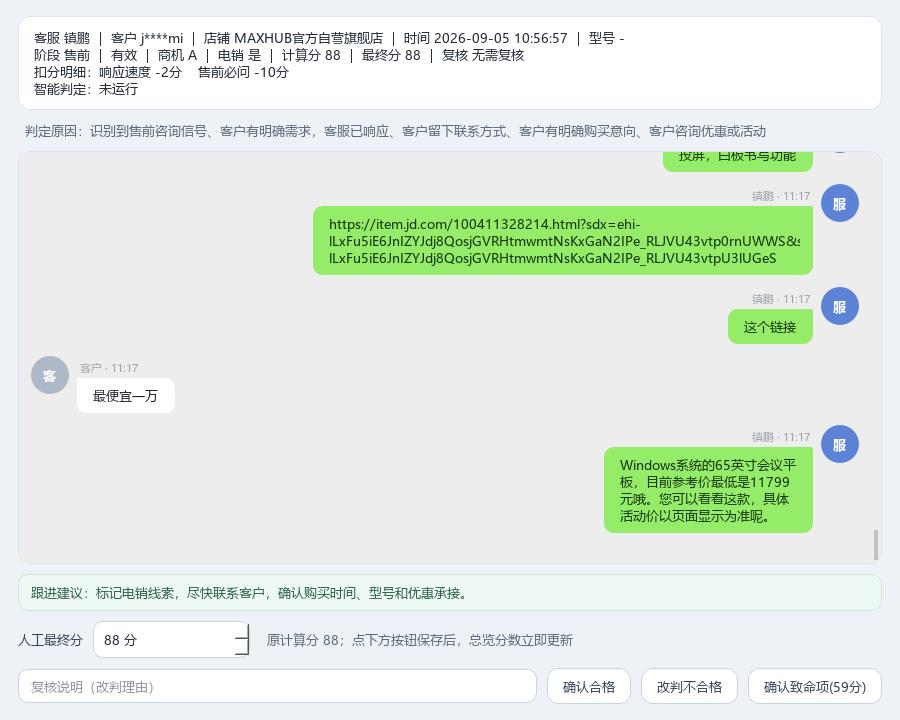 客服 镇鹏 ｜ 客户 j****mi ｜ 店铺 MAXHUB官方自营旗舰店 ｜ 时间 2026-09-05 10:56:57 ｜ 型号 -
阶段 售前 ｜ 有效 ｜ 商机 A ｜ 电销 是 ｜ 计算分 88 ｜ 最终分 88 ｜ 复核 无需复核
扣分明细：响应速度 -2分 售前必问 -10分
智能判定：未运行
判定原因：识别到售前咨询信号、客户有明确需求，客服已响应、客户留下联系方式、客户有明确购买意向、客户咨询优惠或活动
投屏，白板书写功能
镇鹏 · 11:17
服
https://item.jd.com/100411328214.html?sdx=ehi-
lLxFu5iE6JnIZYJdj8QosjGVRHtmwmtNsKxGaN2IPe_RLJVU43vtp0rnUWWS&s
lLxFu5iE6JnIZYJdj8QosjGVRHtmwmtNsKxGaN2IPe_RLJVU43vtpU3lUGeS
镇鹏 · 11:17
服
这个链接
客
客户 · 11:17
最便宜一万
镇鹏 · 11:17
服
Windows系统的65英寸会议平
板，目前参考价最低是11799
元哦。您可以看看这款，具体
活动价以页面显示为准呢。
跟进建议：标记电销线索，尽快联系客户，确认购买时间、型号和优惠承接。
人工最终分
88 分
原计算分 88；点下方按钮保存后，总览分数立即更新
复核说明（改判理由）
确认合格
改判不合格
确认致命项(59分)